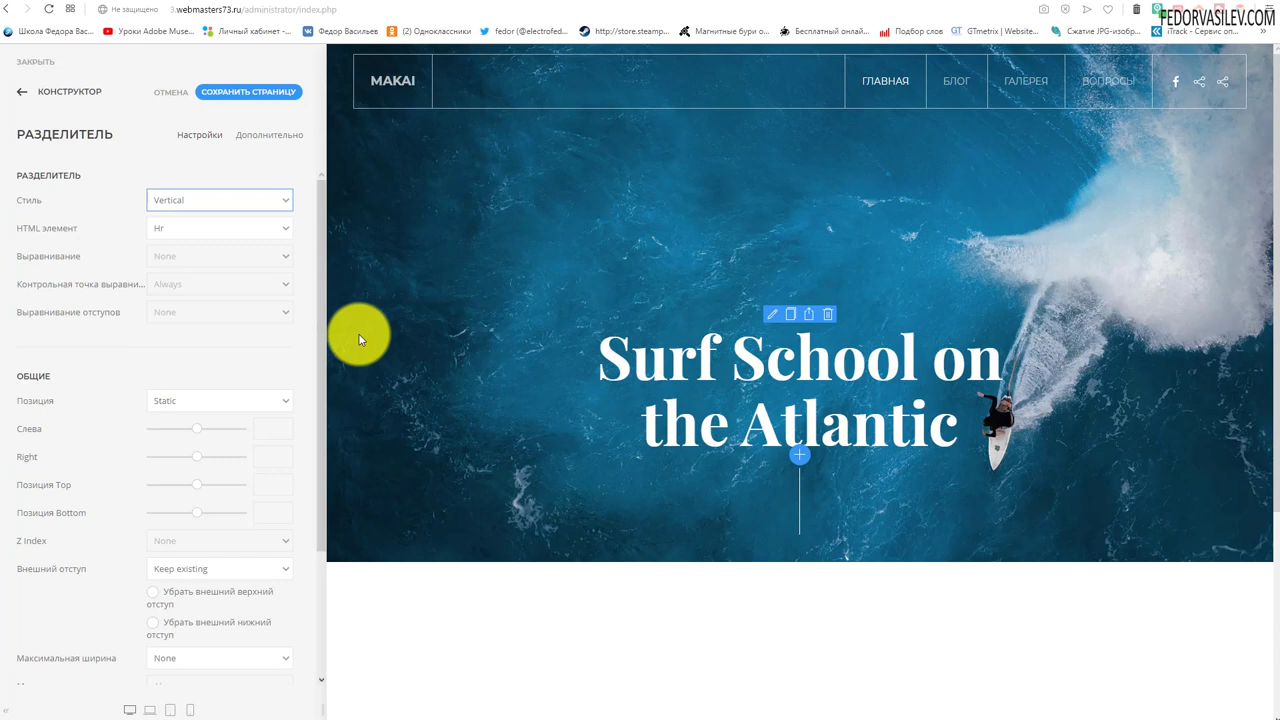 Не защищено
3.webmasters73.ru/administrator/index.php
FEDORVASILEV.COM
Школа Федора Вас...
Уроки Adobe Muse...
Личный кабинет -...
Федор Васильев
(2) Одноклассники
fedor (@electrofed...
http://store.steamp...
Магнитные бури о...
Бесплатный онлай...
Подбор слов
GTmetrix | Website...
Сжатие JPG-изобр...
iTrack - Сервис оп...
ЗАКРЫТЬ
КОНСТРУКТОР
ОТМЕНА
СОХРАНИТЬ СТРАНИЦУ
РАЗДЕЛИТЕЛЬ
Настройки
Дополнительно
РАЗДЕЛИТЕЛЬ
Стиль
Vertical
HTML элемент
Hr
Выравнивание
None
Контрольная точка выравни...
Always
Выравнивание отступов
None
ОБЩИЕ
Позиция
Static
Слева
Right
Позиция Top
Позиция Bottom
Z Index
None
Внешний отступ
Keep existing
Убрать внешний верхний
отступ
Убрать внешний нижний
отступ
Максимальная ширина
None
MAKAI
ГЛАВНАЯ
БЛОГ
ГАЛЕРЕЯ
ВОПРОСЫ
Surf School on
the Atlantic